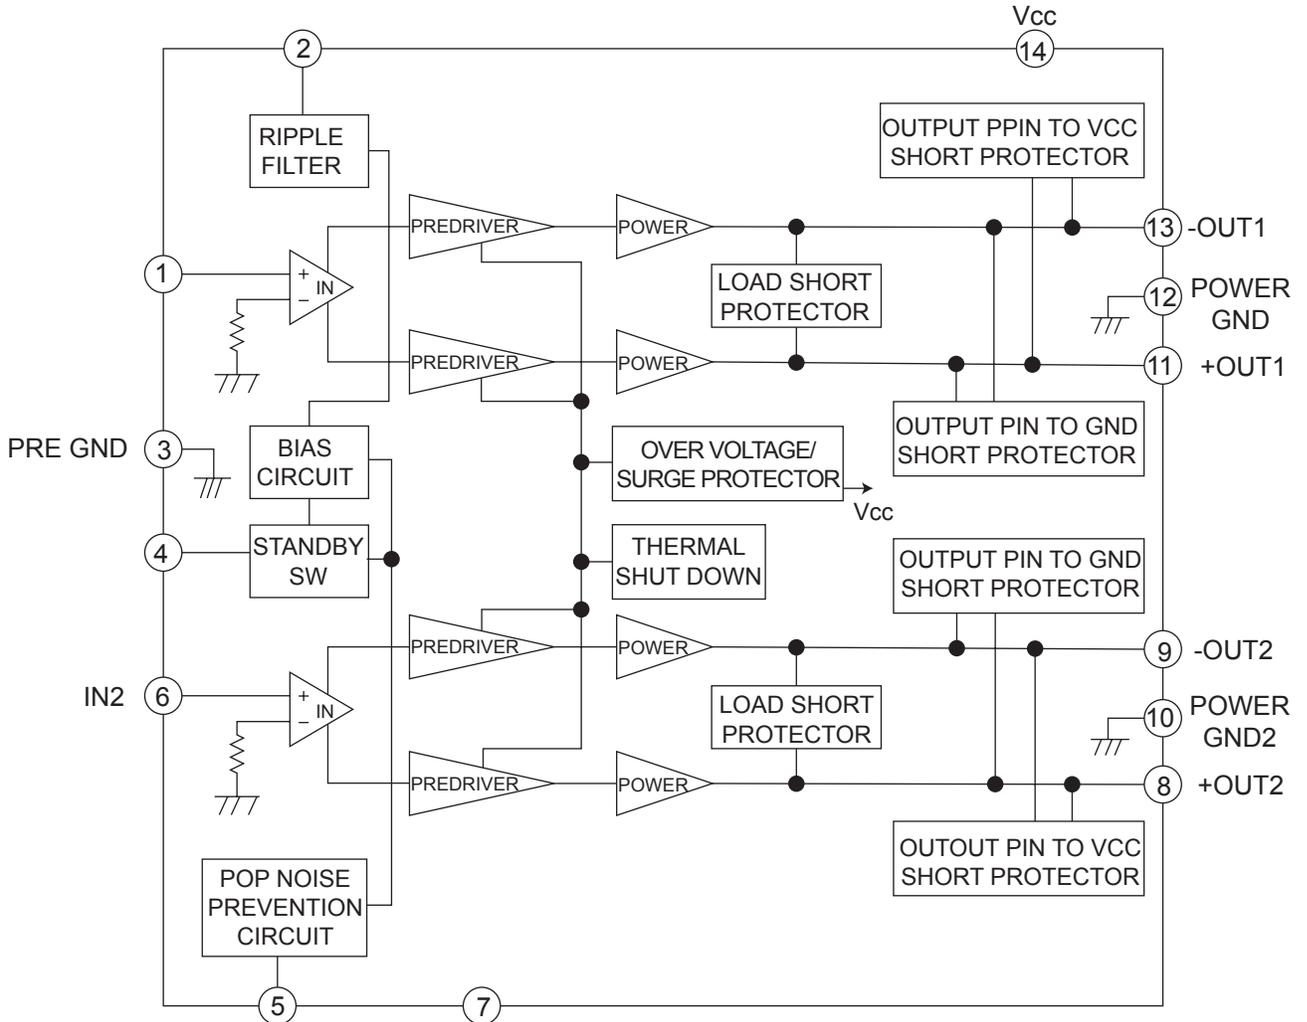 Vcc
2
14
RIPPLE
FILTER
OUTPUT PPIN TO VCC
SHORT PROTECTOR
PREDRIVER
POWER
13
-OUT1
1
+
IN
−
LOAD SHORT
PROTECTOR
12
POWER
GND
PREDRIVER
POWER
11
+OUT1
PRE GND
3
BIAS
CIRCUIT
OVER VOLTAGE/
SURGE PROTECTOR
Vcc
OUTPUT PIN TO GND
SHORT PROTECTOR
4
STANDBY
SW
THERMAL
SHUT DOWN
OUTPUT PIN TO GND
SHORT PROTECTOR
PREDRIVER
POWER
9
-OUT2
IN2
6
+
IN
−
LOAD SHORT
PROTECTOR
10
POWER
GND2
PREDRIVER
POWER
8
+OUT2
OUTOUT PIN TO VCC
SHORT PROTECTOR
POP NOISE
PREVENTION
CIRCUIT
5
7